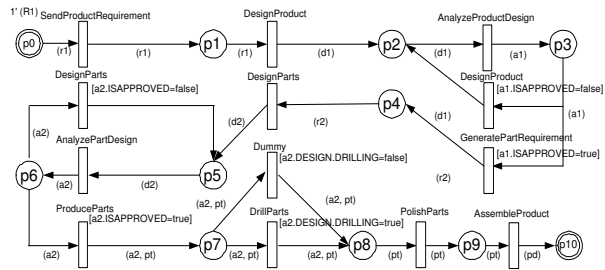 1' (R1)
SendProductRequirement
DesignProduct
AnalyzeProductDesign
p0
(r1)
(r1)
p1
(r1)
(d1)
p2
(d1)
(a1)
p3
DesignParts
[a2.ISAPPROVED=false]
DesignParts
DesignProduct
[a1.ISAPPROVED=false]
p4
(d1)
(a1)
(a2)
(d2)
(r2)
AnalyzePartDesign
GeneratePartRequirement
[a1.ISAPPROVED=true]
Dummy
[a2.DESIGN.DRILLING=false]
p6
(a2)
(d2)
p5
(r2)
(a2, pt)
(a2, pt)
ProduceParts
[a2.ISAPPROVED=true]
DrillParts
[a2.DESIGN.DRILLING=true]
PolishParts
AssembleProduct
(a2)
(a2, pt)
p7
(a2, pt)
(a2, pt)
p8
(pt)
(pt)
p9
(pt)
(pd)
p10